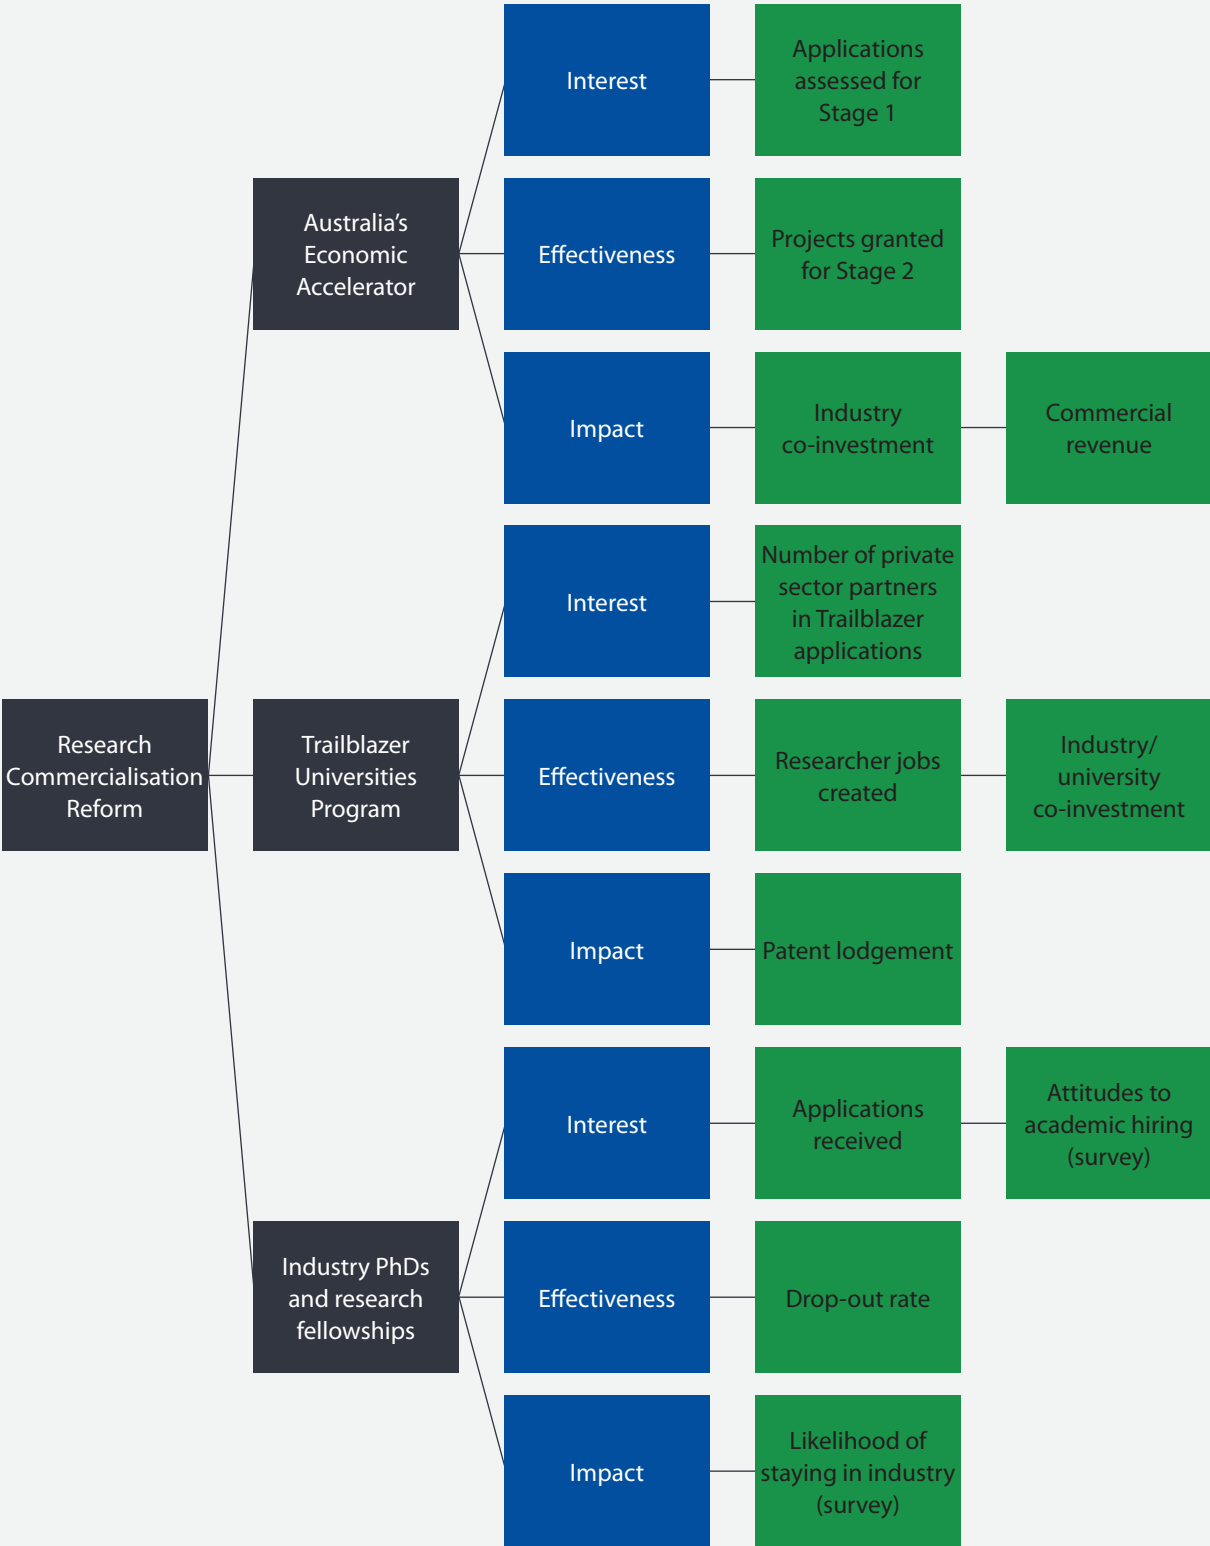 Research
Commercialisation
Reform
Australia’s
Economic
Accelerator
Interest
Applications
assessed for
Stage 1
Effectiveness
Projects granted
for Stage 2
Impact
Industry
co-investment
Commercial
revenue
Trailblazer
Universities
Program
Interest
Number of private
sector partners
in Trailblazer
applications
Effectiveness
Researcher jobs
created
Industry/
university
co-investment
Impact
Patent lodgement
Industry PhDs
and research
fellowships
Interest
Applications
received
Attitudes to
academic hiring
(survey)
Effectiveness
Drop-out rate
Impact
Likelihood of
staying in industry
(survey)